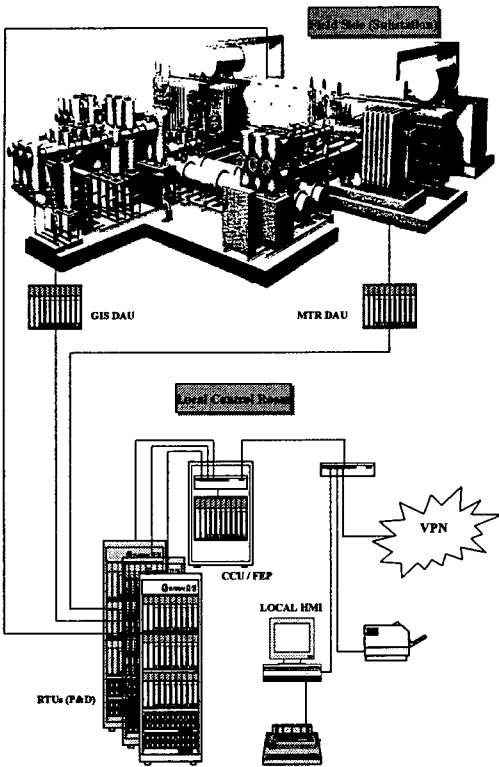 Field Side (Substation)
GIS DAU
MTR DAU
Local Control Room
CCU / FEP
VPN
LOCAL HMI
RTUs (P&D)